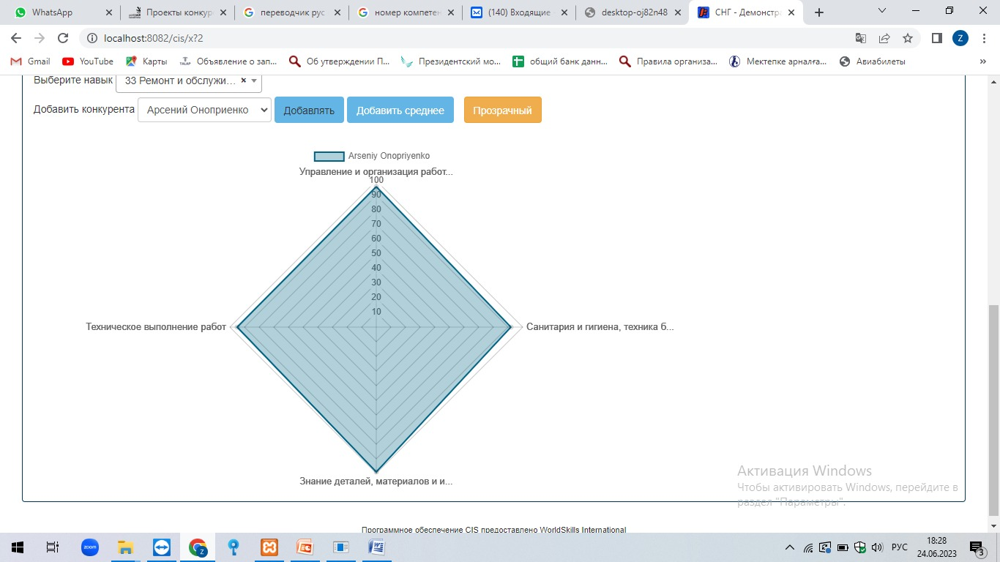 WhatsApp
Проекты конкур
переводчик рус
номер компетен
(140) Входящие
desktop-oj82n48
СНГ - Демонстра
localhost:8082/cis/x?2
Z
Gmail
YouTube
Карты
TALAP
Объявление о зап...
Об утверждении П...
Президентский мо...
общий банк данн...
Правила организа...
Мектепке арналға...
Авиабилеты
»
Выберите навык 33 Ремонт и обслужи... ×
Добавить конкурента Арсений Оноприенко Добавлять Добавить среднее Прозрачный
Arseniy Onopriyenko
Управление и организация работ...
100
90
80
70
60
50
40
30
20
10
Техническое выполнение работ
Санитария и гигиена, техника б...
Знание деталей, материалов и и...
Активация Windows
Чтобы активировать Windows, перейдите в
раздел "Параметры".
Программное обеспечение CIS предоставлено WorldSkills International
zoom
Z
РУС
18:28
24.06.2023
3